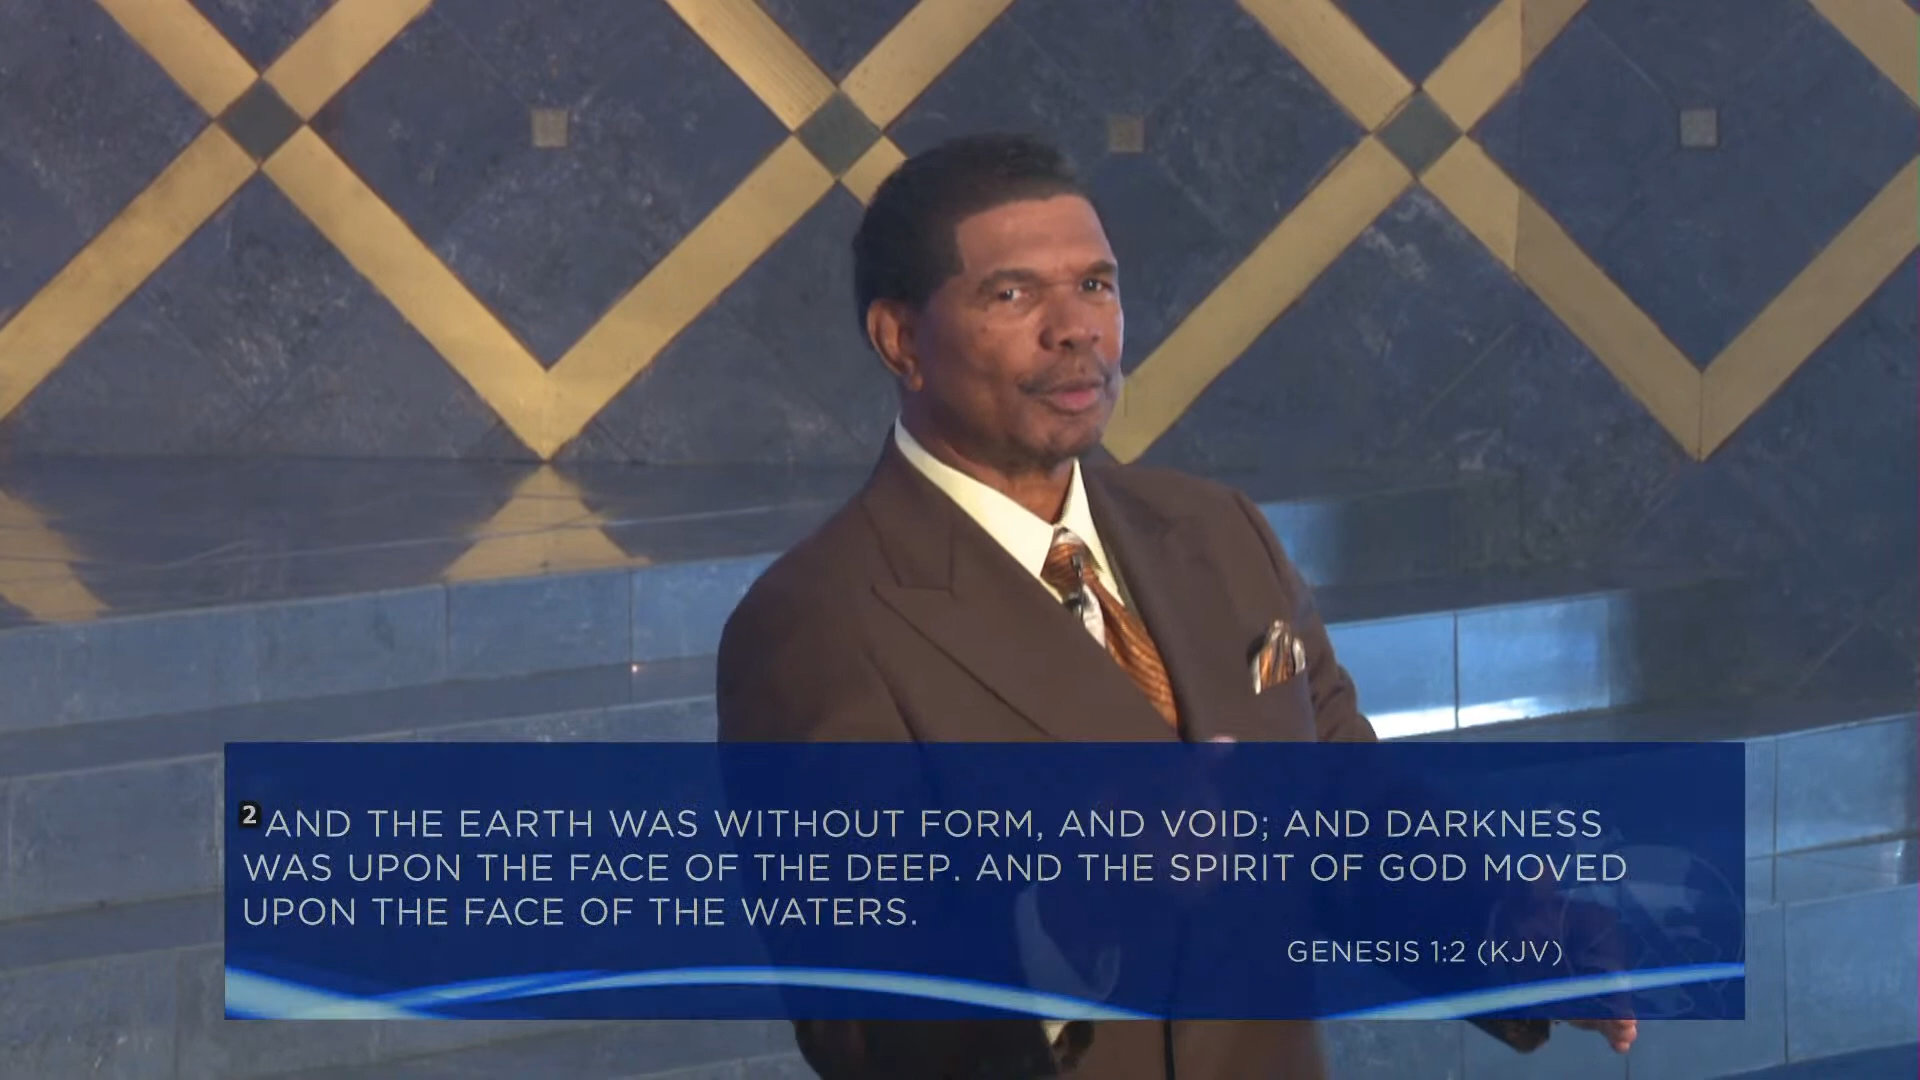 2 AND THE EARTH WAS WITHOUT FORM, AND VOID; AND DARKNESS
WAS UPON THE FACE OF THE DEEP. AND THE SPIRIT OF GOD MOVED
UPON THE FACE OF THE WATERS.
GENESIS 1:2 (KJV)